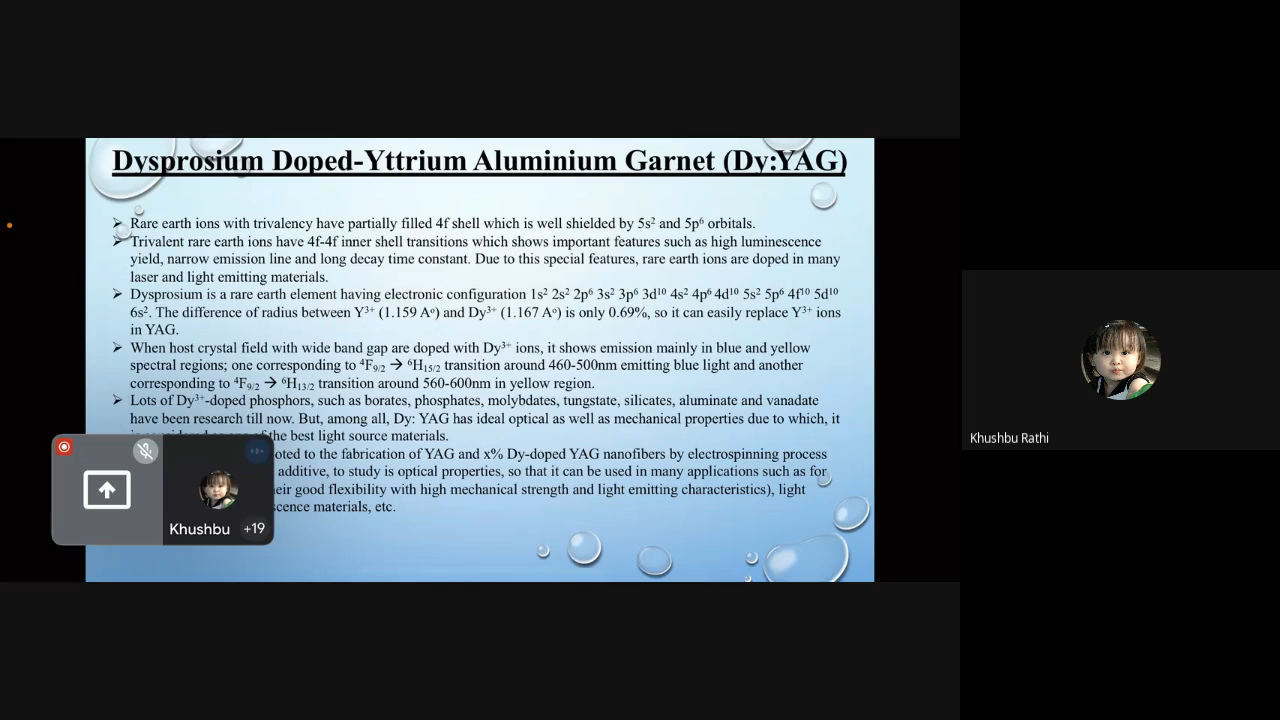 Dysprosium Doped-Yttrium Aluminium Garnet (Dy:YAG)
➢ Rare earth ions with trivalency have partially filled 4f shell which is well shielded by 5s² and 5p⁶ orbitals.
➢ Trivalent rare earth ions have 4f-4f inner shell transitions which shows important features such as high luminescence
yield, narrow emission line and long decay time constant. Due to this special features, rare earth ions are doped in many
laser and light emitting materials.
➢ Dysprosium is a rare earth element having electronic configuration 1s² 2s² 2p⁶ 3s² 3p⁶ 3d¹⁰ 4s² 4p⁶ 4d¹⁰ 5s² 5p⁶ 4f¹⁰ 5d¹⁰
6s². The difference of radius between Y³⁺ (1.159 Aº) and Dy³⁺ (1.167 Aº) is only 0.69%, so it can easily replace Y³⁺ ions
in YAG.
➢ When host crystal field with wide band gap are doped with Dy³⁺ ions, it shows emission mainly in blue and yellow
spectral regions; one corresponding to ⁴F₉/₂ → ⁶H₁₅/₂ transition around 460-500nm emitting blue light and another
corresponding to ⁴F₉/₂ → ⁶H₁₃/₂ transition around 560-600nm in yellow region.
➢ Lots of Dy³⁺-doped phosphors, such as borates, phosphates, molybdates, tungstate, silicates, aluminate and vanadate
have been research till now. But, among all, Dy: YAG has ideal optical as well as mechanical properties due to which, it
the best light source materials.
to the fabrication of YAG and x% Dy-doped YAG nanofibers by electrospinning process
additive, to study is optical properties, so that it can be used in many applications such as for
good flexibility with high mechanical strength and light emitting characteristics), light
materials, etc.
Khushbu +19
Khushbu Rathi